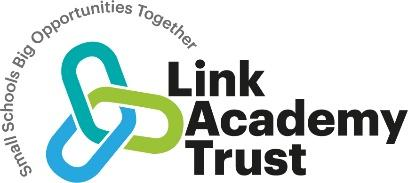 Small Schools Big Opportunities Together
Link
Academy
Trust